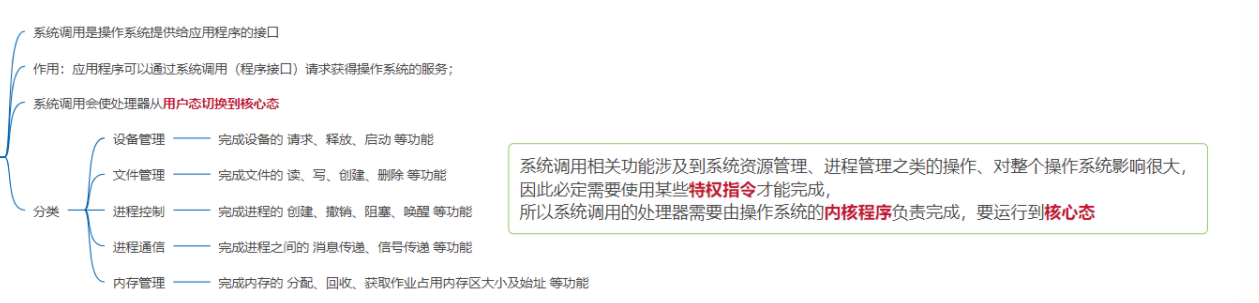 系统调用是操作系统提供给应用程序的接口
作用：应用程序可以通过系统调用（程序接口）请求获得操作系统的服务；
系统调用会使处理器从用户态切换到核心态
分类
设备管理 完成设备的 请求、释放、启动 等功能
文件管理 完成文件的 读、写、创建、删除 等功能
进程控制 完成进程的 创建、撤销、阻塞、唤醒 等功能
进程通信 完成进程之间的 消息传递、信号传递 等功能
内存管理 完成内存的 分配、回收、获取作业占用内存区大小及始址 等功能
系统调用相关功能涉及到系统资源管理、进程管理之类的操作、对整个操作系统影响很大，
因此必定需要使用某些特权指令才能完成，
所以系统调用的处理器需要由操作系统的内核程序负责完成，要运行到核心态